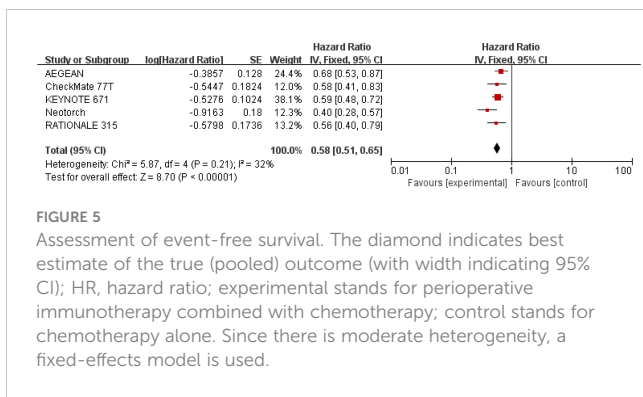 Hazard Ratio Hazard Ratio
Study or Subgroup log[Hazard Ratio] SE Weight IV, Fixed, 95% CI IV, Fixed, 95% CI
AEGEAN -0.3857 0.128 24.4% 0.68 [0.53, 0.87]
CheckMate 77T -0.5447 0.1824 12.0% 0.58 [0.41, 0.83]
KEYNOTE 671 -0.5276 0.1024 38.1% 0.59 [0.48, 0.72]
Neotorch -0.9163 0.18 12.3% 0.40 [0.28, 0.57]
RATIONALE 315 -0.5798 0.1736 13.2% 0.56 [0.40, 0.79]
Total (95% CI) 100.0% 0.58 [0.51, 0.65]
Heterogeneity: Chi² = 5.87, df = 4 (P = 0.21); I² = 32%
Test for overall effect: Z = 8.70 (P < 0.00001)
0.01 0.1 1 10 100
Favours [experimental] Favours [control]
FIGURE 5
Assessment of event-free survival. The diamond indicates best
estimate of the true (pooled) outcome (with width indicating 95%
CI); HR, hazard ratio; experimental stands for perioperative
immunotherapy combined with chemotherapy; control stands for
chemotherapy alone. Since there is moderate heterogeneity, a
fixed-effects model is used.